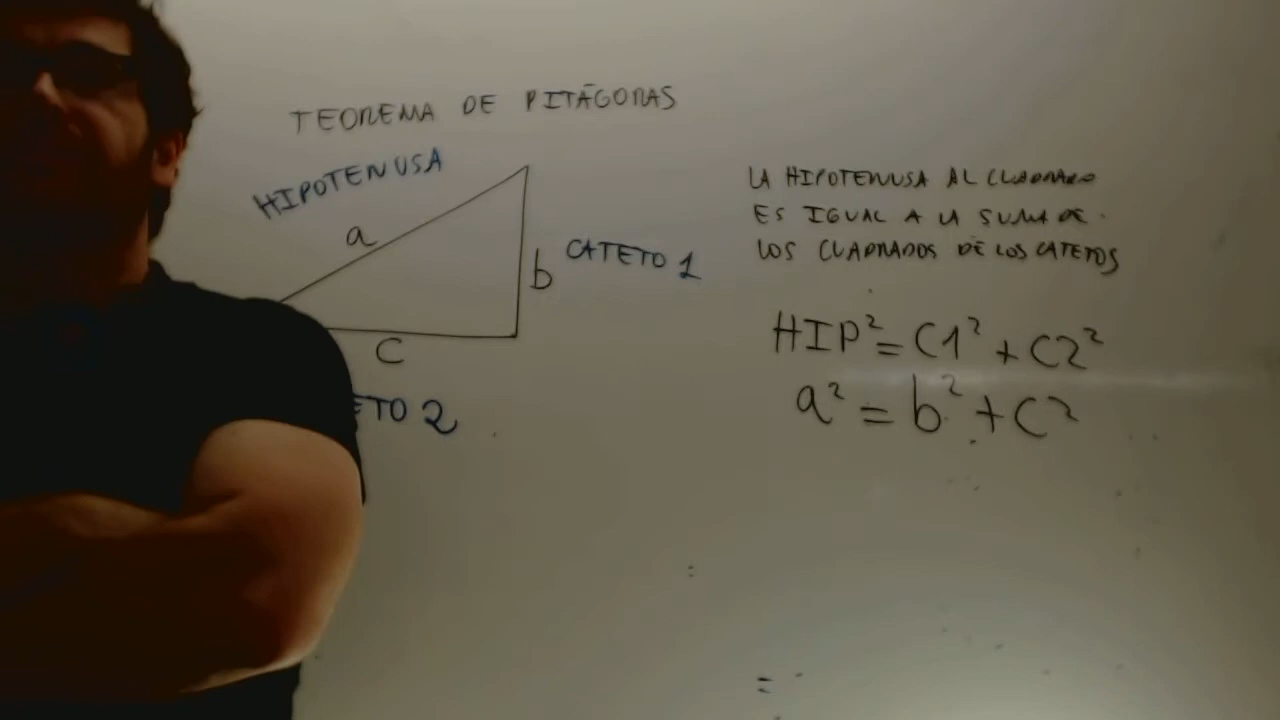 TEOREMA DE PITÁGORAS
HIPOTENUSA
a
b
CATETO 1
C
ETO 2
LA HIPOTENUSA AL CUADRADO
ES IGUAL A LA SUMA DE
LOS CUADRADOS DE LOS CATETOS
HIP² = C1² + C2²
a² = b² + C²
=